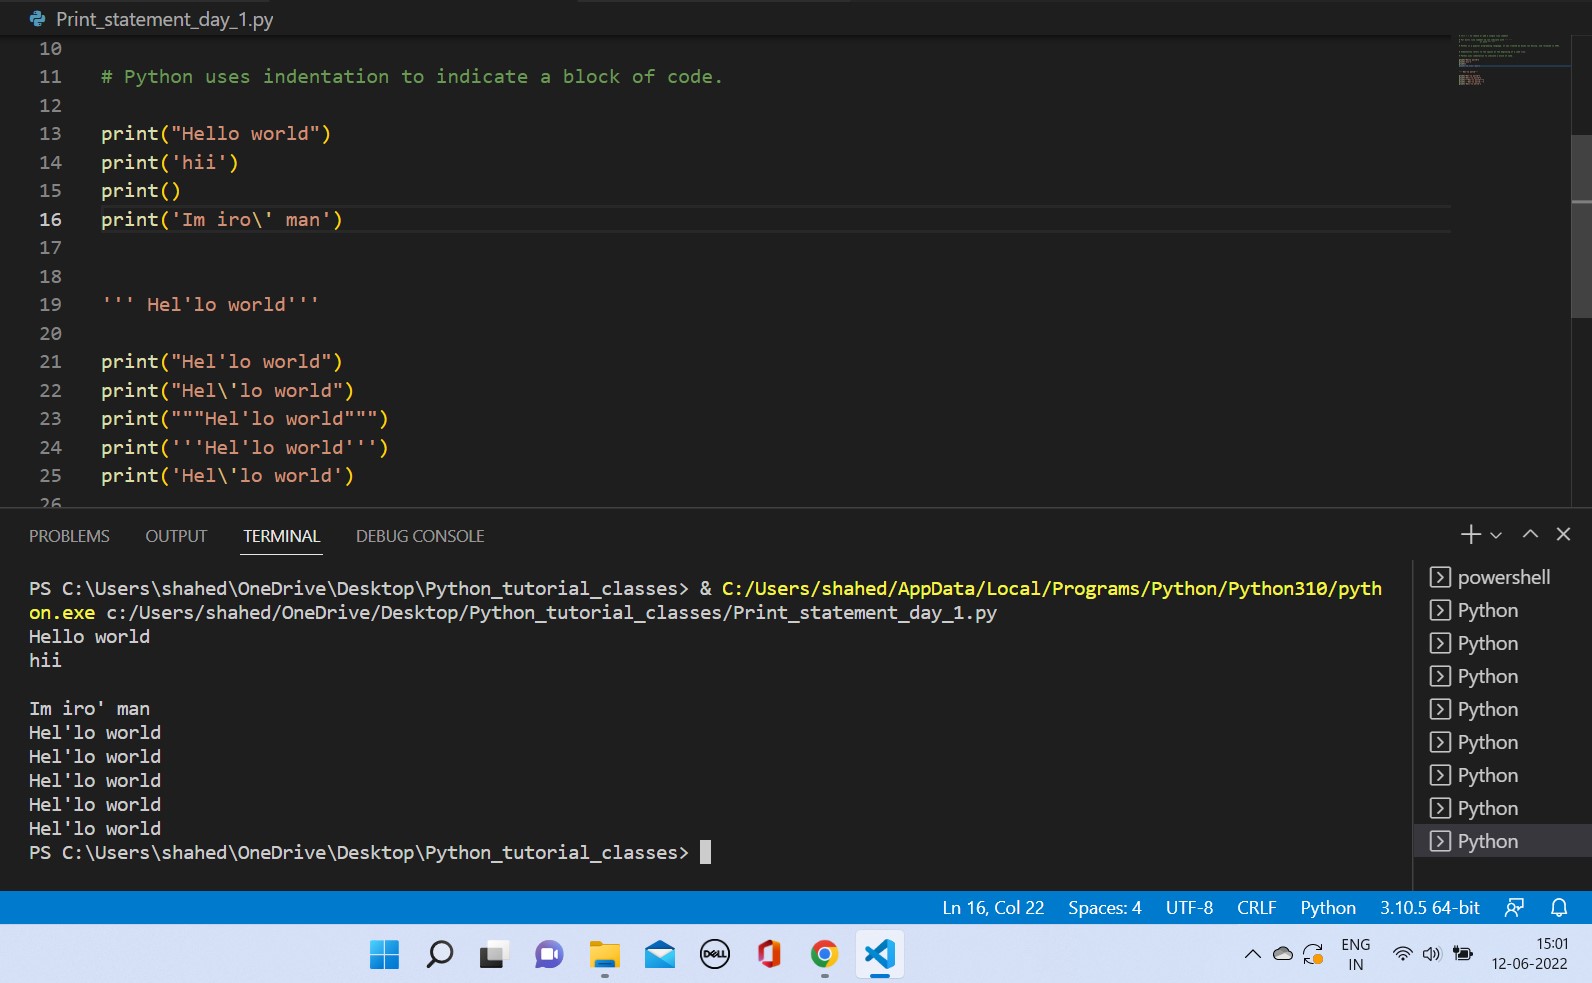 Print_statement_day_1.py
10
11 # Python uses indentation to indicate a block of code.
12
13 print("Hello world")
14 print('hii')
15 print()
16 print('Im iro\' man')
17
18
19 ''' Hel'lo world'''
20
21 print("Hel'lo world")
22 print("Hel\'lo world")
23 print("""Hel'lo world""")
24 print('''Hel'lo world''')
25 print('Hel\'lo world')
26
PROBLEMS OUTPUT TERMINAL DEBUG CONSOLE
PS C:\Users\shahed\OneDrive\Desktop\Python_tutorial_classes> & C:/Users/shahed/AppData/Local/Programs/Python/Python310/pyth
on.exe c:/Users/shahed/OneDrive/Desktop/Python_tutorial_classes/Print_statement_day_1.py
Hello world
hii
Im iro' man
Hel'lo world
Hel'lo world
Hel'lo world
Hel'lo world
Hel'lo world
PS C:\Users\shahed\OneDrive\Desktop\Python_tutorial_classes>
powershell
Python
Python
Python
Python
Python
Python
Python
Python
Ln 16, Col 22 Spaces: 4 UTF-8 CRLF Python 3.10.5 64-bit
DELL
ENG
IN
15:01
12-06-2022